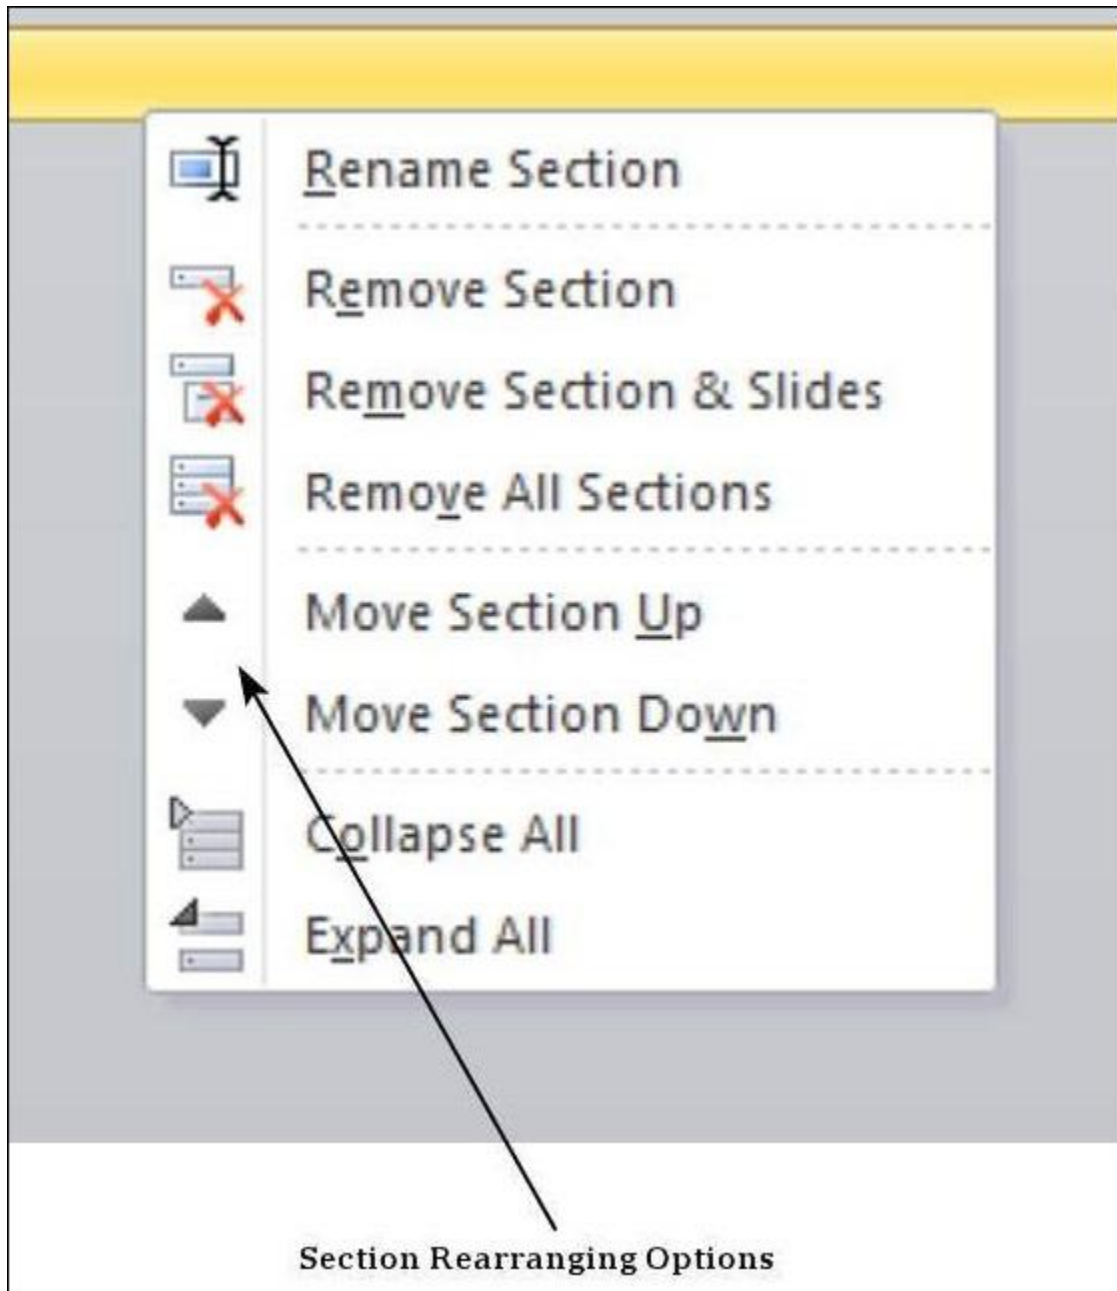 Rename Section
Remove Section
Remove Section & Slides
Remove All Sections
Move Section Up
Move Section Down
Collapse All
Expand All
Section Rearranging Options